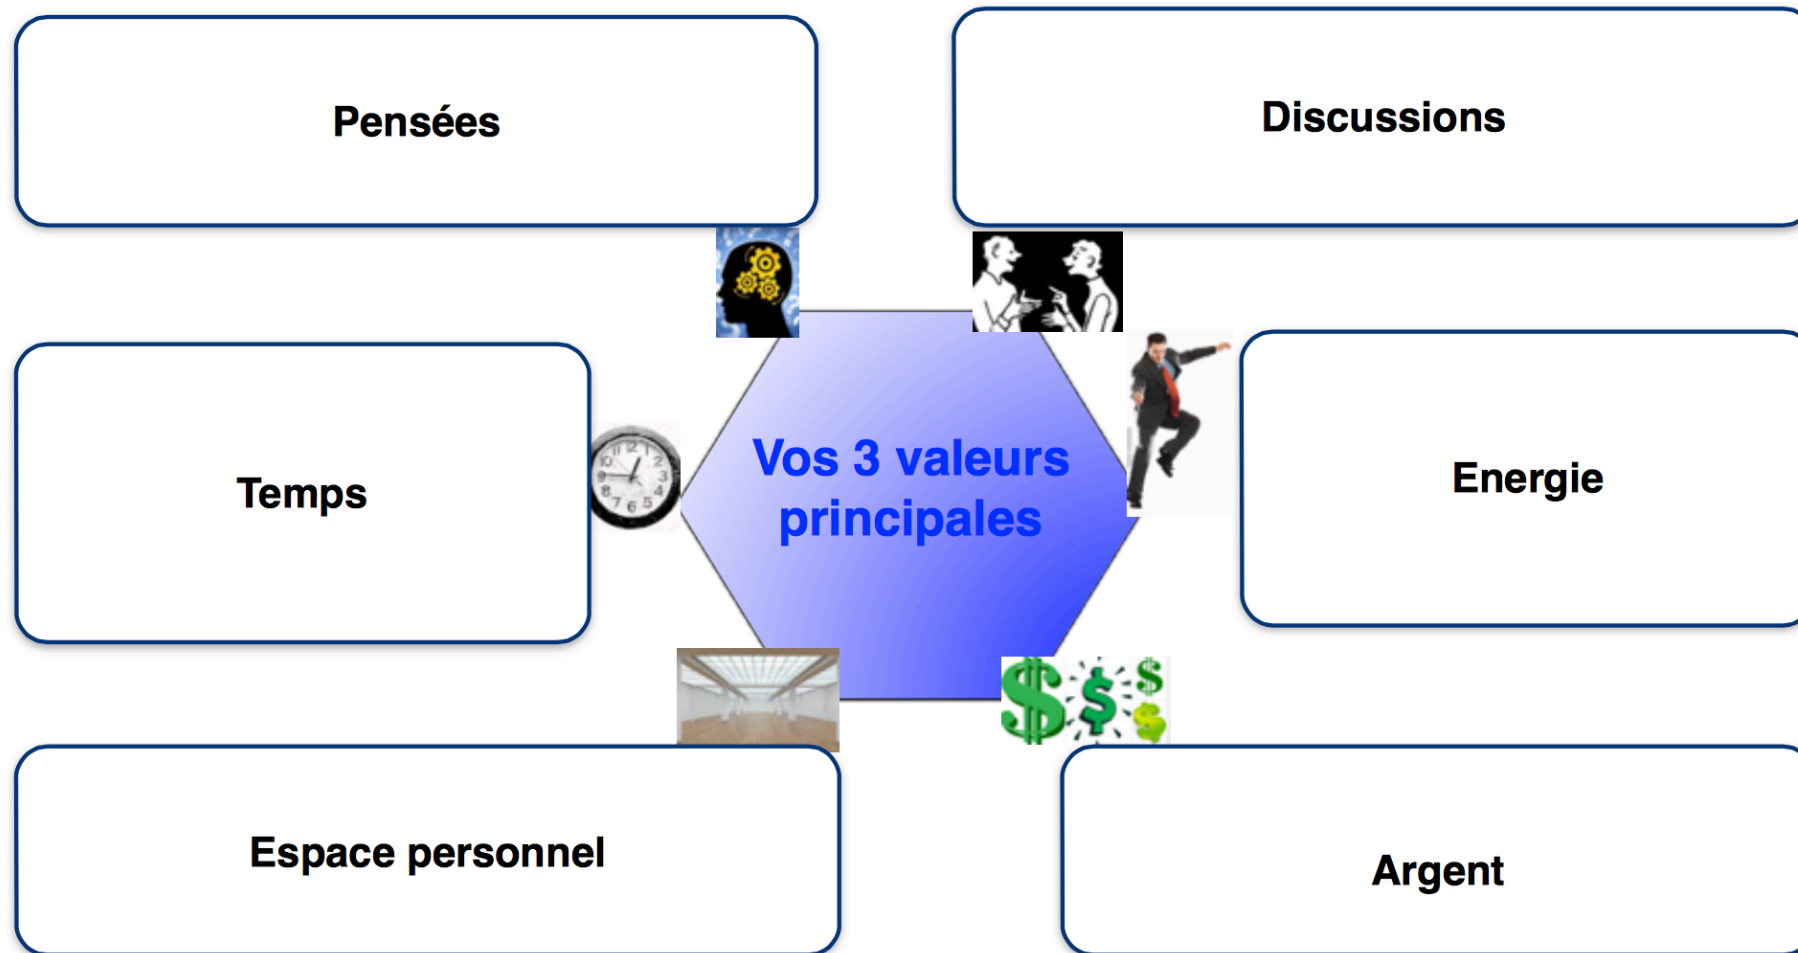 Pensées
Discussions
Vos 3 valeurs
principales
Temps
Energie
Espace personnel
Argent